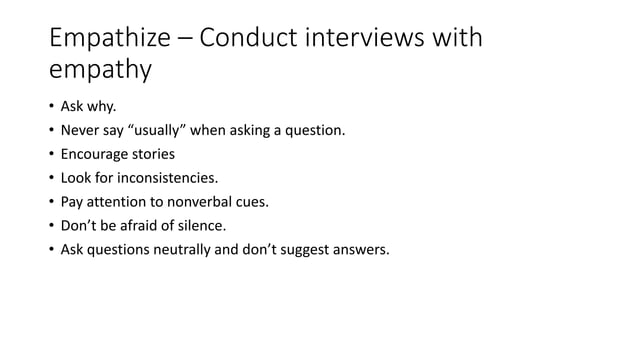 Empathize – Conduct interviews with
empathy
• Ask why.
• Never say “usually” when asking a question.
• Encourage stories
• Look for inconsistencies.
• Pay attention to nonverbal cues.
• Don’t be afraid of silence.
• Ask questions neutrally and don’t suggest answers.